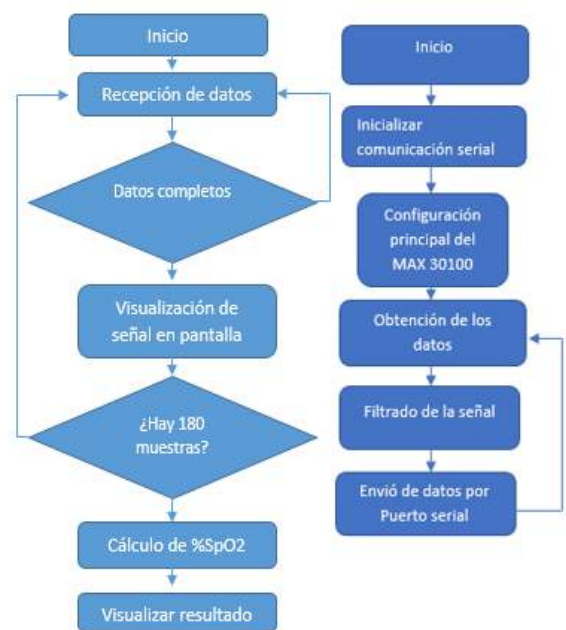 Inicio
Recepción de datos
Datos completos
Visualización de
señal en pantalla
¿Hay 180
muestras?
Cálculo de %SpO2
Visualizar resultado
Inicio
Inicializar
comunicación serial
Configuración
principal del
MAX 30100
Obtención de los
datos
Filtrado de la señal
Envió de datos por
Puerto serial